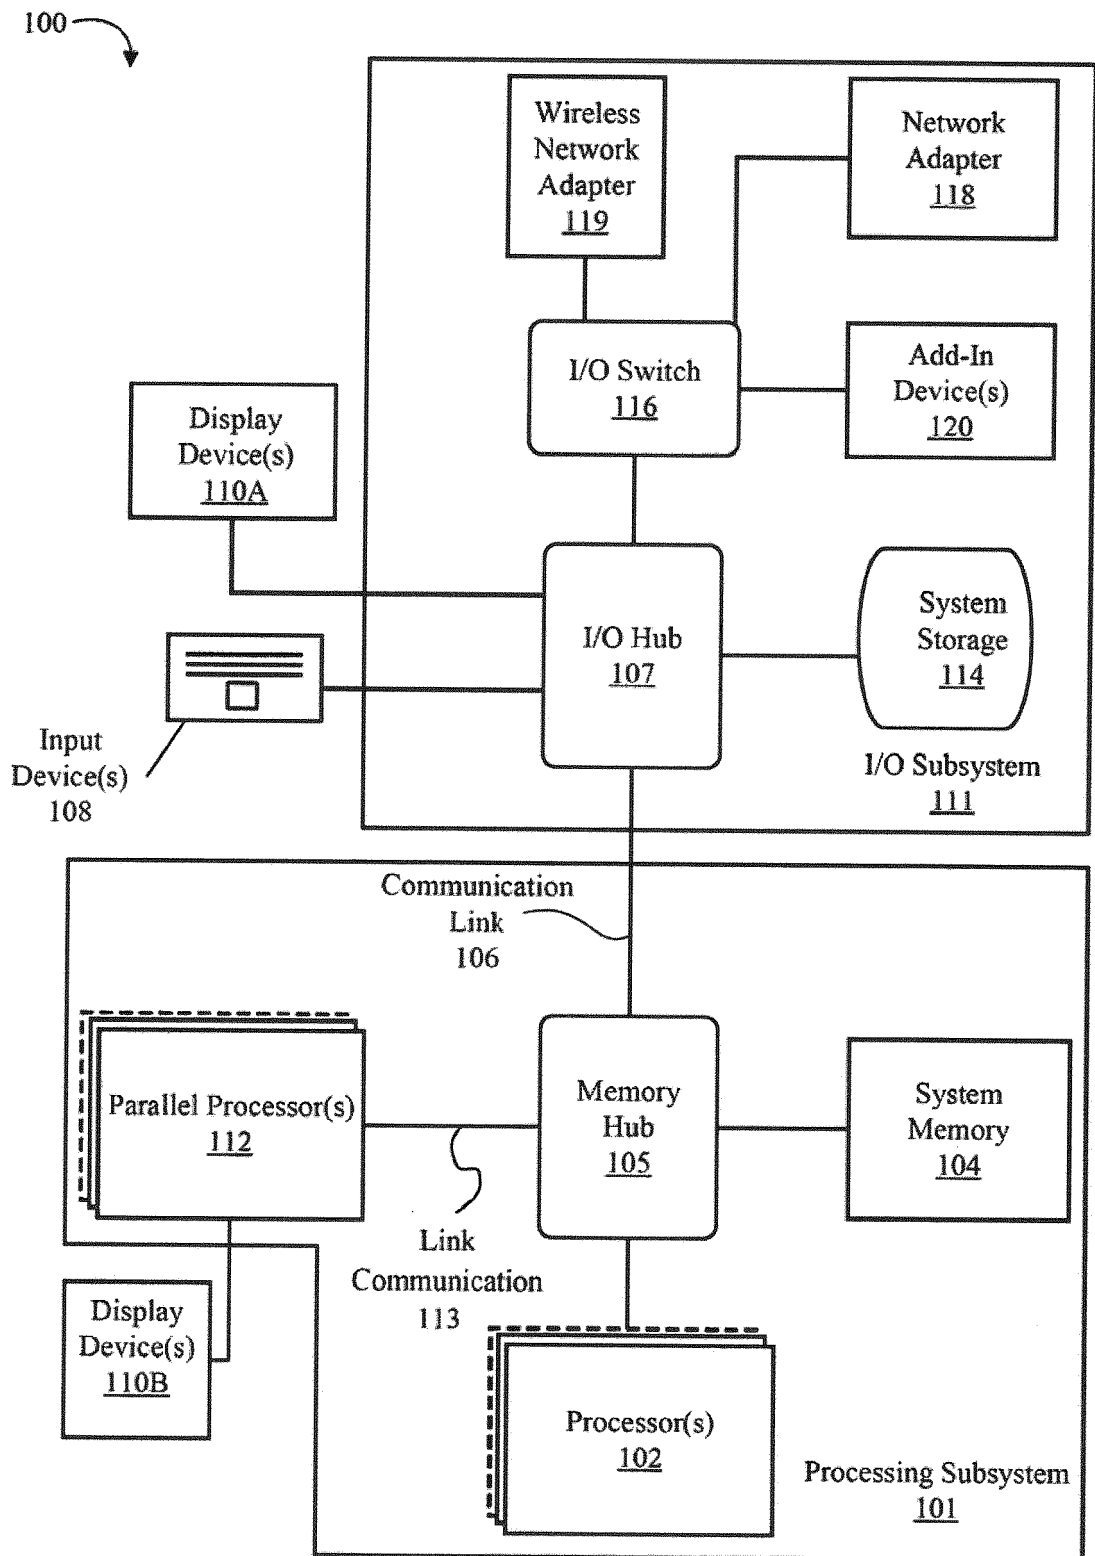 100
Wireless
Network
Adapter
119
Network
Adapter
118
I/O Switch
116
Add-In
Device(s)
120
Display
Device(s)
110A
I/O Hub
107
System
Storage
114
Input
Device(s)
108
I/O Subsystem
111
Communication
Link
106
Parallel Processor(s)
112
Memory
Hub
105
System
Memory
104
Link
Communication
113
Display
Device(s)
110B
Processor(s)
102
Processing Subsystem
101